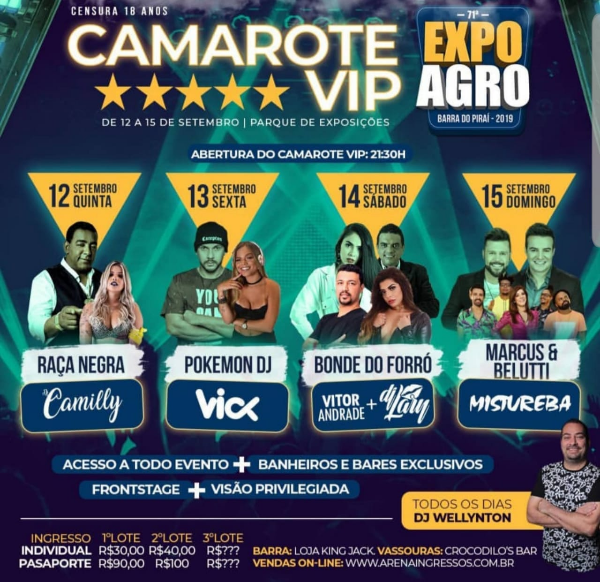 CENSURA 18 ANOS
CAMAROTE
VIP
DE 12 A 15 DE SETEMBRO | PARQUE DE EXPOSIÇÕES
71ª
EXPO
AGRO
BARRA DO PIRAÍ - 2019
ABERTURA DO CAMAROTE VIP: 21:30H
12 SETEMBRO QUINTA
13 SETEMBRO SEXTA
14 SETEMBRO SÁBADO
15 SETEMBRO DOMINGO
RAÇA NEGRA
Camilly
POKEMON DJ
Vick
BONDE DO FORRÓ
VITOR ANDRADE + dj Lary
MARCUS & BELUTTI
MISTUREBA
ACESSO A TODO EVENTO + BANHEIROS E BARES EXCLUSIVOS
FRONTSTAGE + VISÃO PRIVILEGIADA
TODOS OS DIAS
DJ WELLYNTON
INGRESSO 1ºLOTE 2ºLOTE 3ºLOTE
INDIVIDUAL R$30,00 R$40,00 R$???
PASAPORTE R$90,00 R$100 R$???
BARRA: LOJA KING JACK. VASSOURAS: CROCODILO'S BAR
VENDAS ON-LINE: WWW.ARENAINGRESSOS.COM.BR